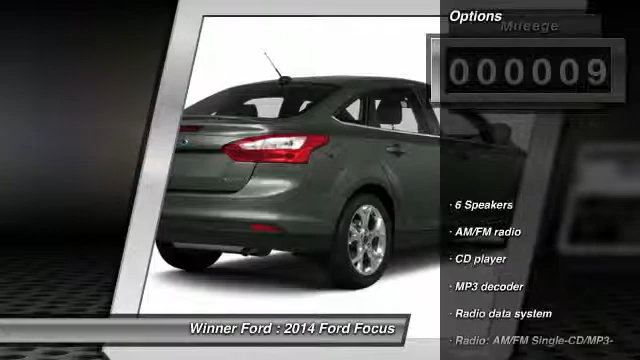 Options
Mileage
000009
· 6 Speakers
· AM/FM radio
· CD player
· MP3 decoder
· Radio data system
· Radio: AM/FM Single-CD/MP3-
Winner Ford : 2014 Ford Focus